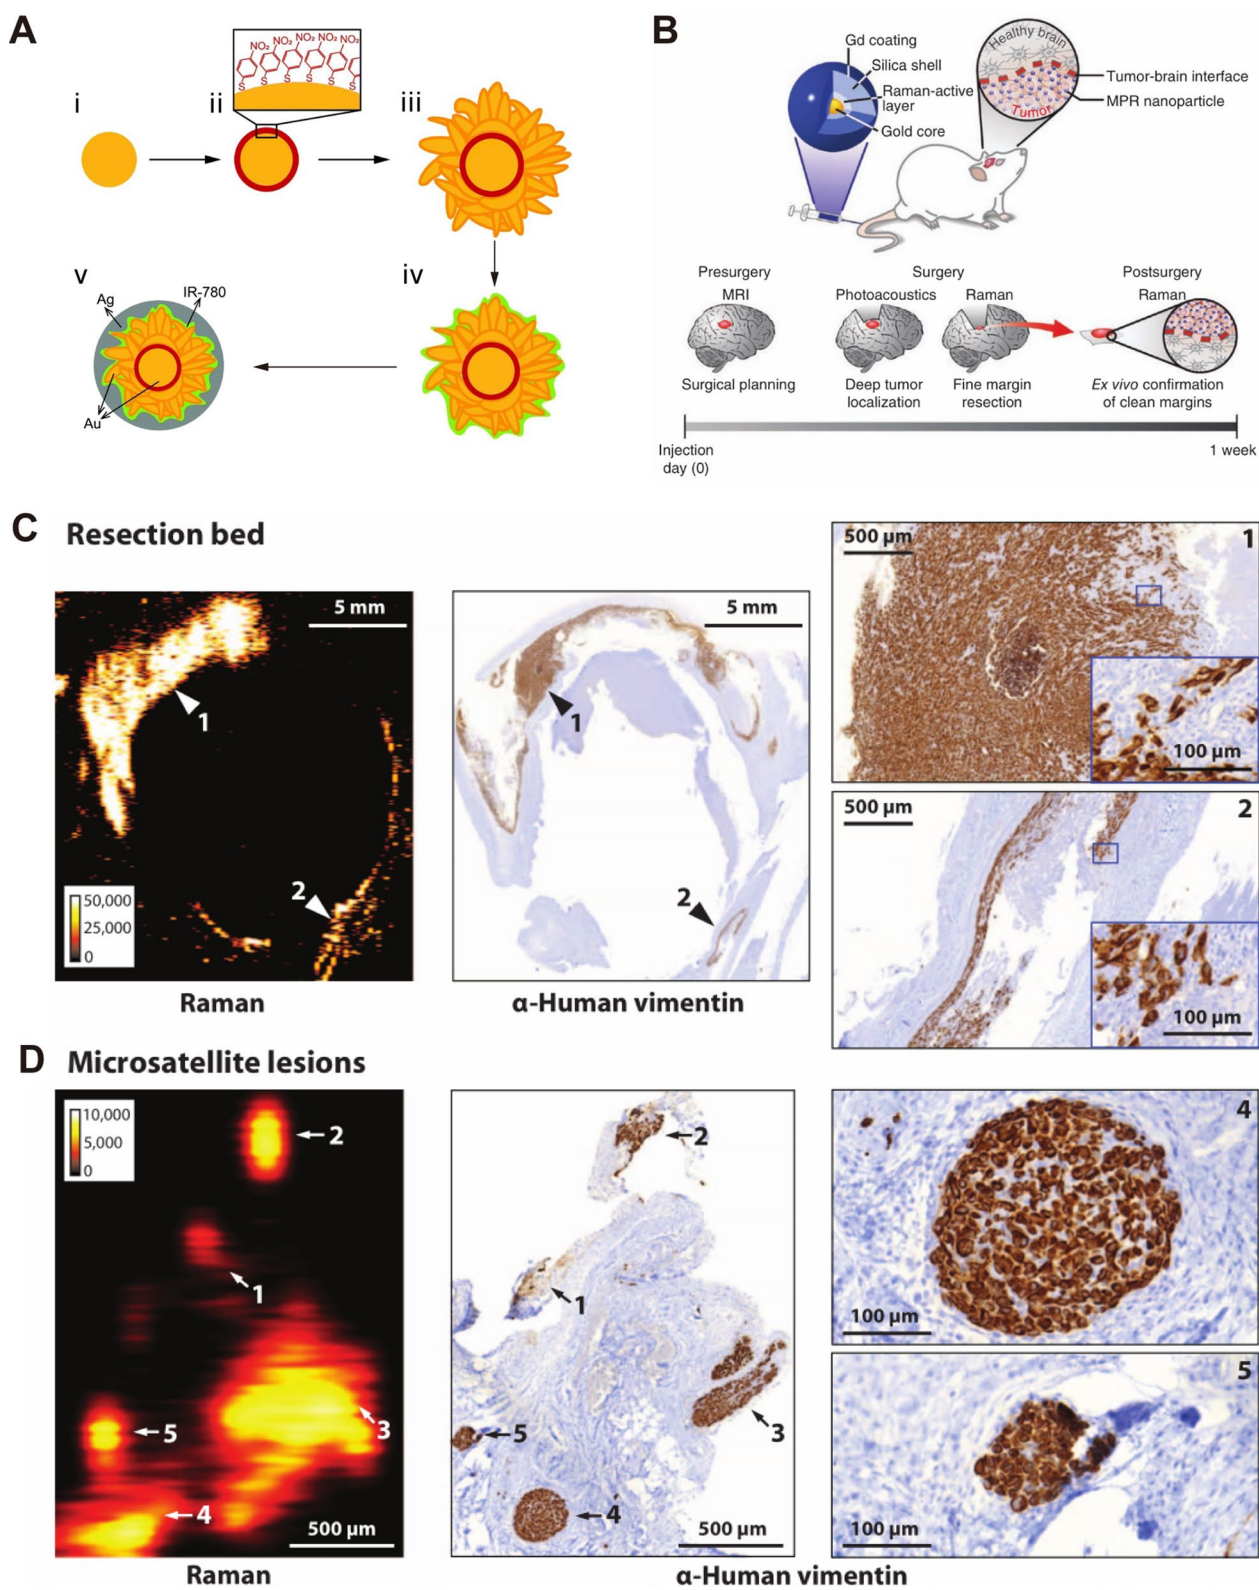 A
NO₂ NO₂ NO₂ NO₂ NO₂
S S S S S S
i
ii
iii
iv
v
Ag
IR-780
Au
B
Gd coating
Silica shell
Raman-active
layer
Gold core
Healthy brain
Tumor
Tumor-brain interface
MPR nanoparticle
Presurgery
Surgery
Postsurgery
MRI
Photoacoustics
Raman
Raman
Surgical planning
Deep tumor
localization
Fine margin
resection
Ex vivo confirmation
of clean margins
Injection
day (0)
1 week
C
Resection bed
5 mm
1
2
50,000
25,000
0
Raman
5 mm
1
2
α-Human vimentin
500 µm
1
100 µm
500 µm
2
100 µm
D
Microsatellite lesions
10,000
5,000
0
2
1
3
5
4
500 µm
Raman
2
1
3
5
4
500 µm
4
100 µm
5
100 µm
α-Human vimentin